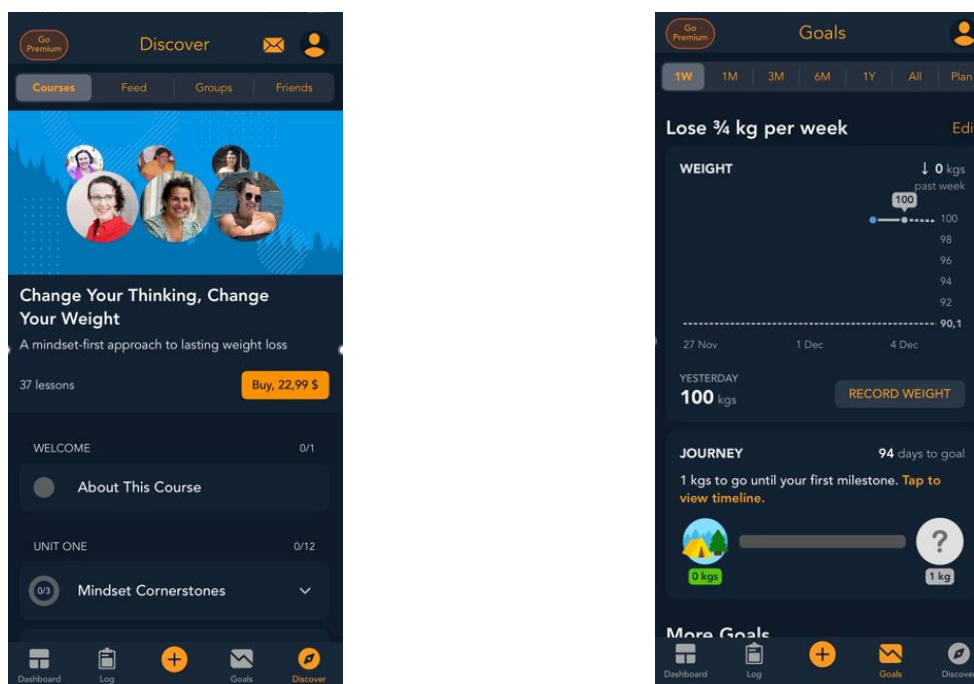 Go
Premium
Discover
Courses
Feed
Groups
Friends
Change Your Thinking, Change
Your Weight
A mindset-first approach to lasting weight loss
37 lessons
Buy, 22,99 $
WELCOME
0/1
About This Course
UNIT ONE
0/12
0/3
Mindset Cornerstones
Dashboard
Log
Goals
Discover
Go
Premium
Goals
1W
1M
3M
6M
1Y
All
Plan
Lose ¾ kg per week
Edi
WEIGHT
↓ 0 kgs
past week
100
100
98
96
94
92
90,1
27 Nov
1 Dec
4 Dec
YESTERDAY
100 kgs
RECORD WEIGHT
JOURNEY
94 days to goal
1 kgs to go until your first milestone. Tap to
view timeline.
?
0 kgs
1 kg
More Goals
Dashboard
Log
Goals
Discover